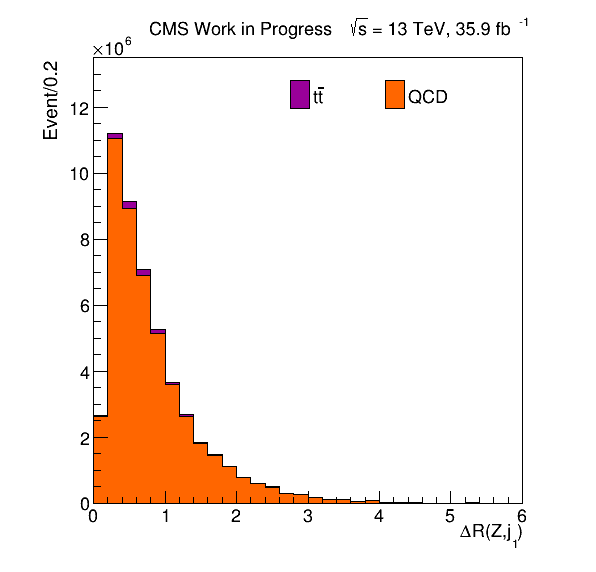 CMS Work in Progress √s = 13 TeV, 35.9 fb⁻¹
×10⁶
Event/0.2
tt̄ QCD
12
10
8
6
4
2
0
0 1 2 3 4 5 6
ΔR(Z,j₁)